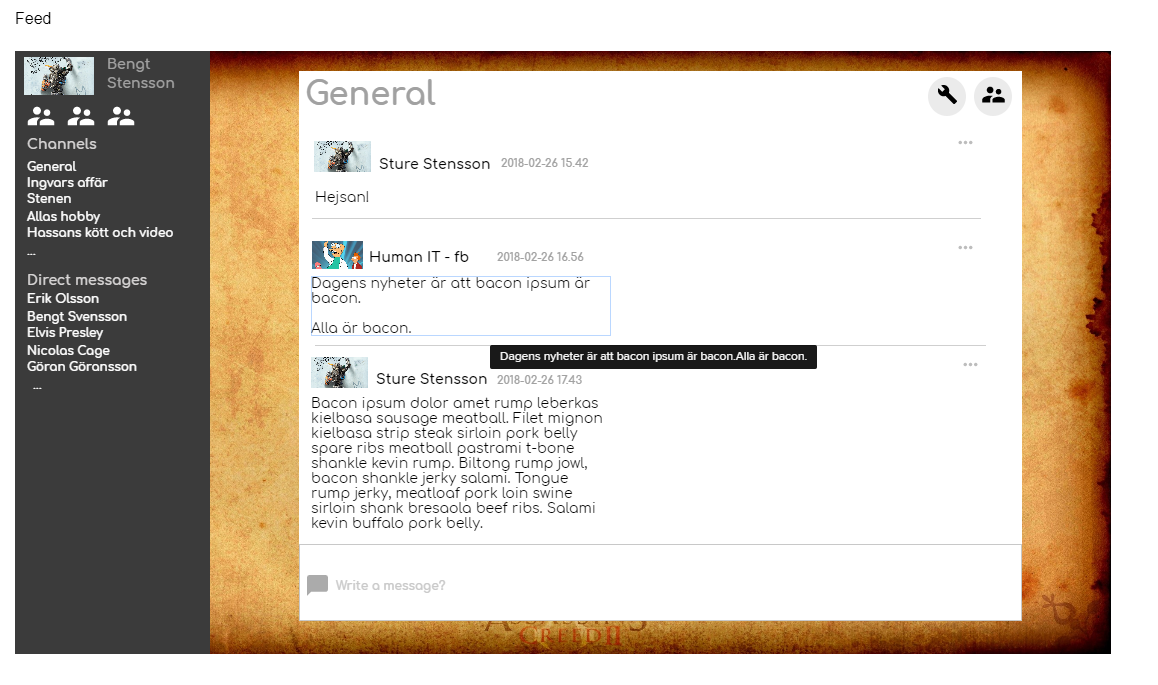 Feed
Bengt
Stensson
Channels
General
Ingvars affär
Stenen
Allas hobby
Hassans kött och video
...
Direct messages
Erik Olsson
Bengt Svensson
Elvis Presley
Nicolas Cage
Göran Göransson
...
General
Sture Stensson 2018-02-26 15.42
Hejsan!
Human IT - fb 2018-02-26 16.56
Dagens nyheter är att bacon ipsum är
bacon.
Alla är bacon.
Dagens nyheter är att bacon ipsum är bacon.Alla är bacon.
Sture Stensson 2018-02-26 17.43
Bacon ipsum dolor amet rump leberkas
kielbasa sausage meatball. Filet mignon
kielbasa strip steak sirloin pork belly
spare ribs meatball pastrami t-bone
shankle kevin rump. Biltong rump jowl,
bacon shankle jerky salami. Tongue
rump jerky, meatloaf pork loin swine
sirloin shank bresaola beef ribs. Salami
kevin buffalo pork belly.
Write a message?
CREED II